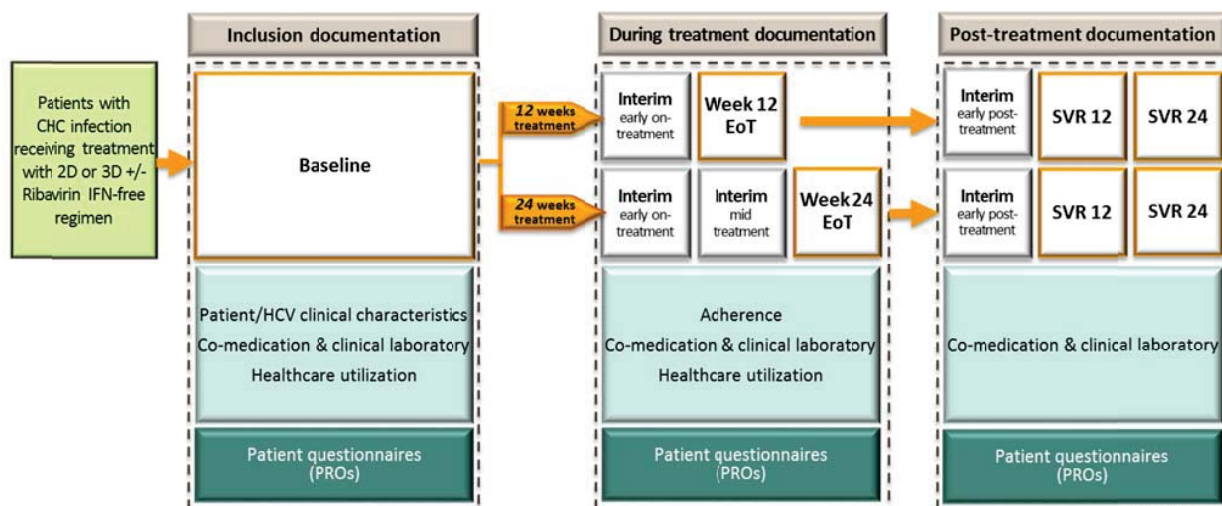 Inclusion documentation
During treatment documentation
Post-treatment documentation
Patients with
CHC infection
receiving treatment
with 2D or 3D +/-
Ribavirin IFN-free
regimen
Baseline
12 weeks
treatment
24 weeks
treatment
Interim
early on-
treatment
Week 12
EoT
Interim
early on-
treatment
Interim
mid
treatment
Week 24
EoT
Interim
early post-
treatment
SVR 12
SVR 24
Interim
early post-
treatment
SVR 12
SVR 24
Patient/HCV clinical characteristics
Co-medication & clinical laboratory
Healthcare utilization
Adherence
Co-medication & clinical laboratory
Healthcare utilization
Co-medication & clinical laboratory
Patient questionnaires
(PROs)
Patient questionnaires
(PROs)
Patient questionnaires
(PROs)